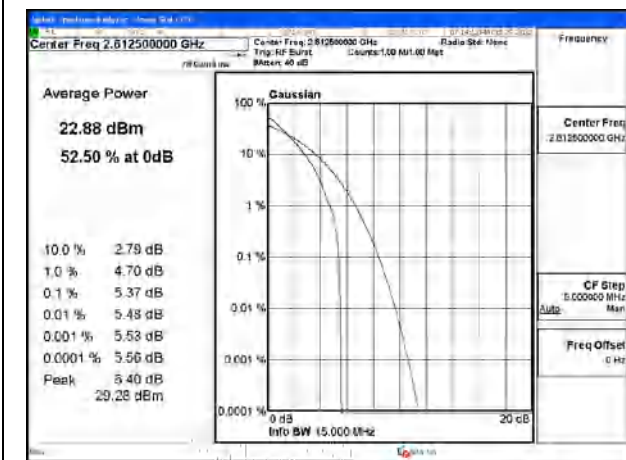 Center Freq 2.612500000 GHz
Center Freq: 2.612500000 GHz
Radio Std: None
Trig: RF Burst
Counts:1.00 M/1.00 Mpt
#Atten: 40 dB
Frequency
Average Power
22.88 dBm
52.50 % at 0dB
10.0 % 2.79 dB
1.0 % 4.70 dB
0.1 % 5.37 dB
0.01 % 5.48 dB
0.001 % 5.53 dB
0.0001 % 5.56 dB
Peak 6.40 dB
29.28 dBm
Gaussian
100 %
10 %
1 %
0.1 %
0.01 %
0.001 %
0.0001 %
0 dB
20 dB
Info BW 15.000 MHz
Center Freq
2.612500000 GHz
CF Step
5.000000 MHz
Auto Man
Freq Offset
0 Hz